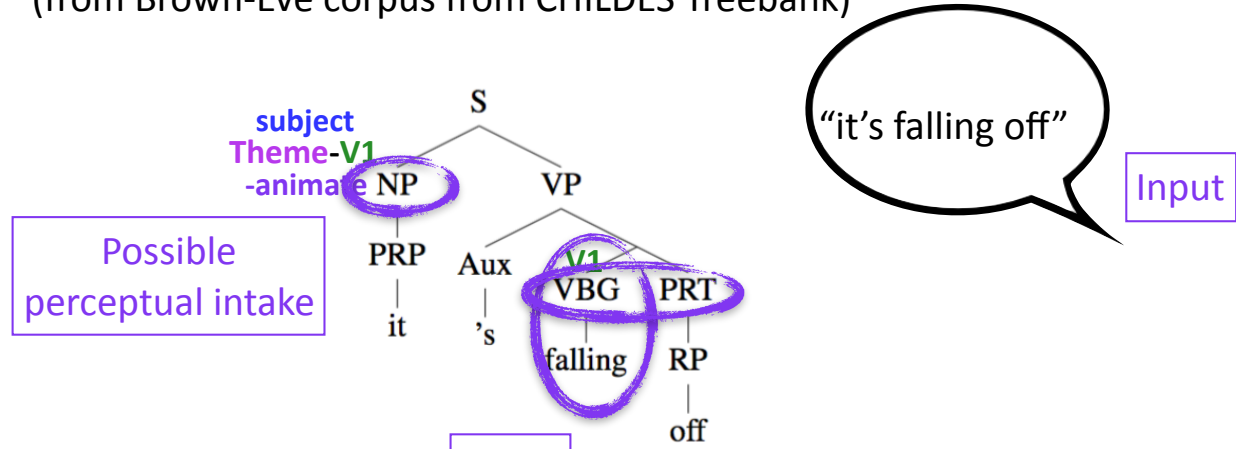 (from Brown-Eve corpus from CHILDES Treebank)
S
subject
Theme-V1
-animate NP
VP
“it’s falling off”
Input
Possible
perceptual intake
PRP
Aux
V1
VBG
PRT
it
’s
falling
RP
off